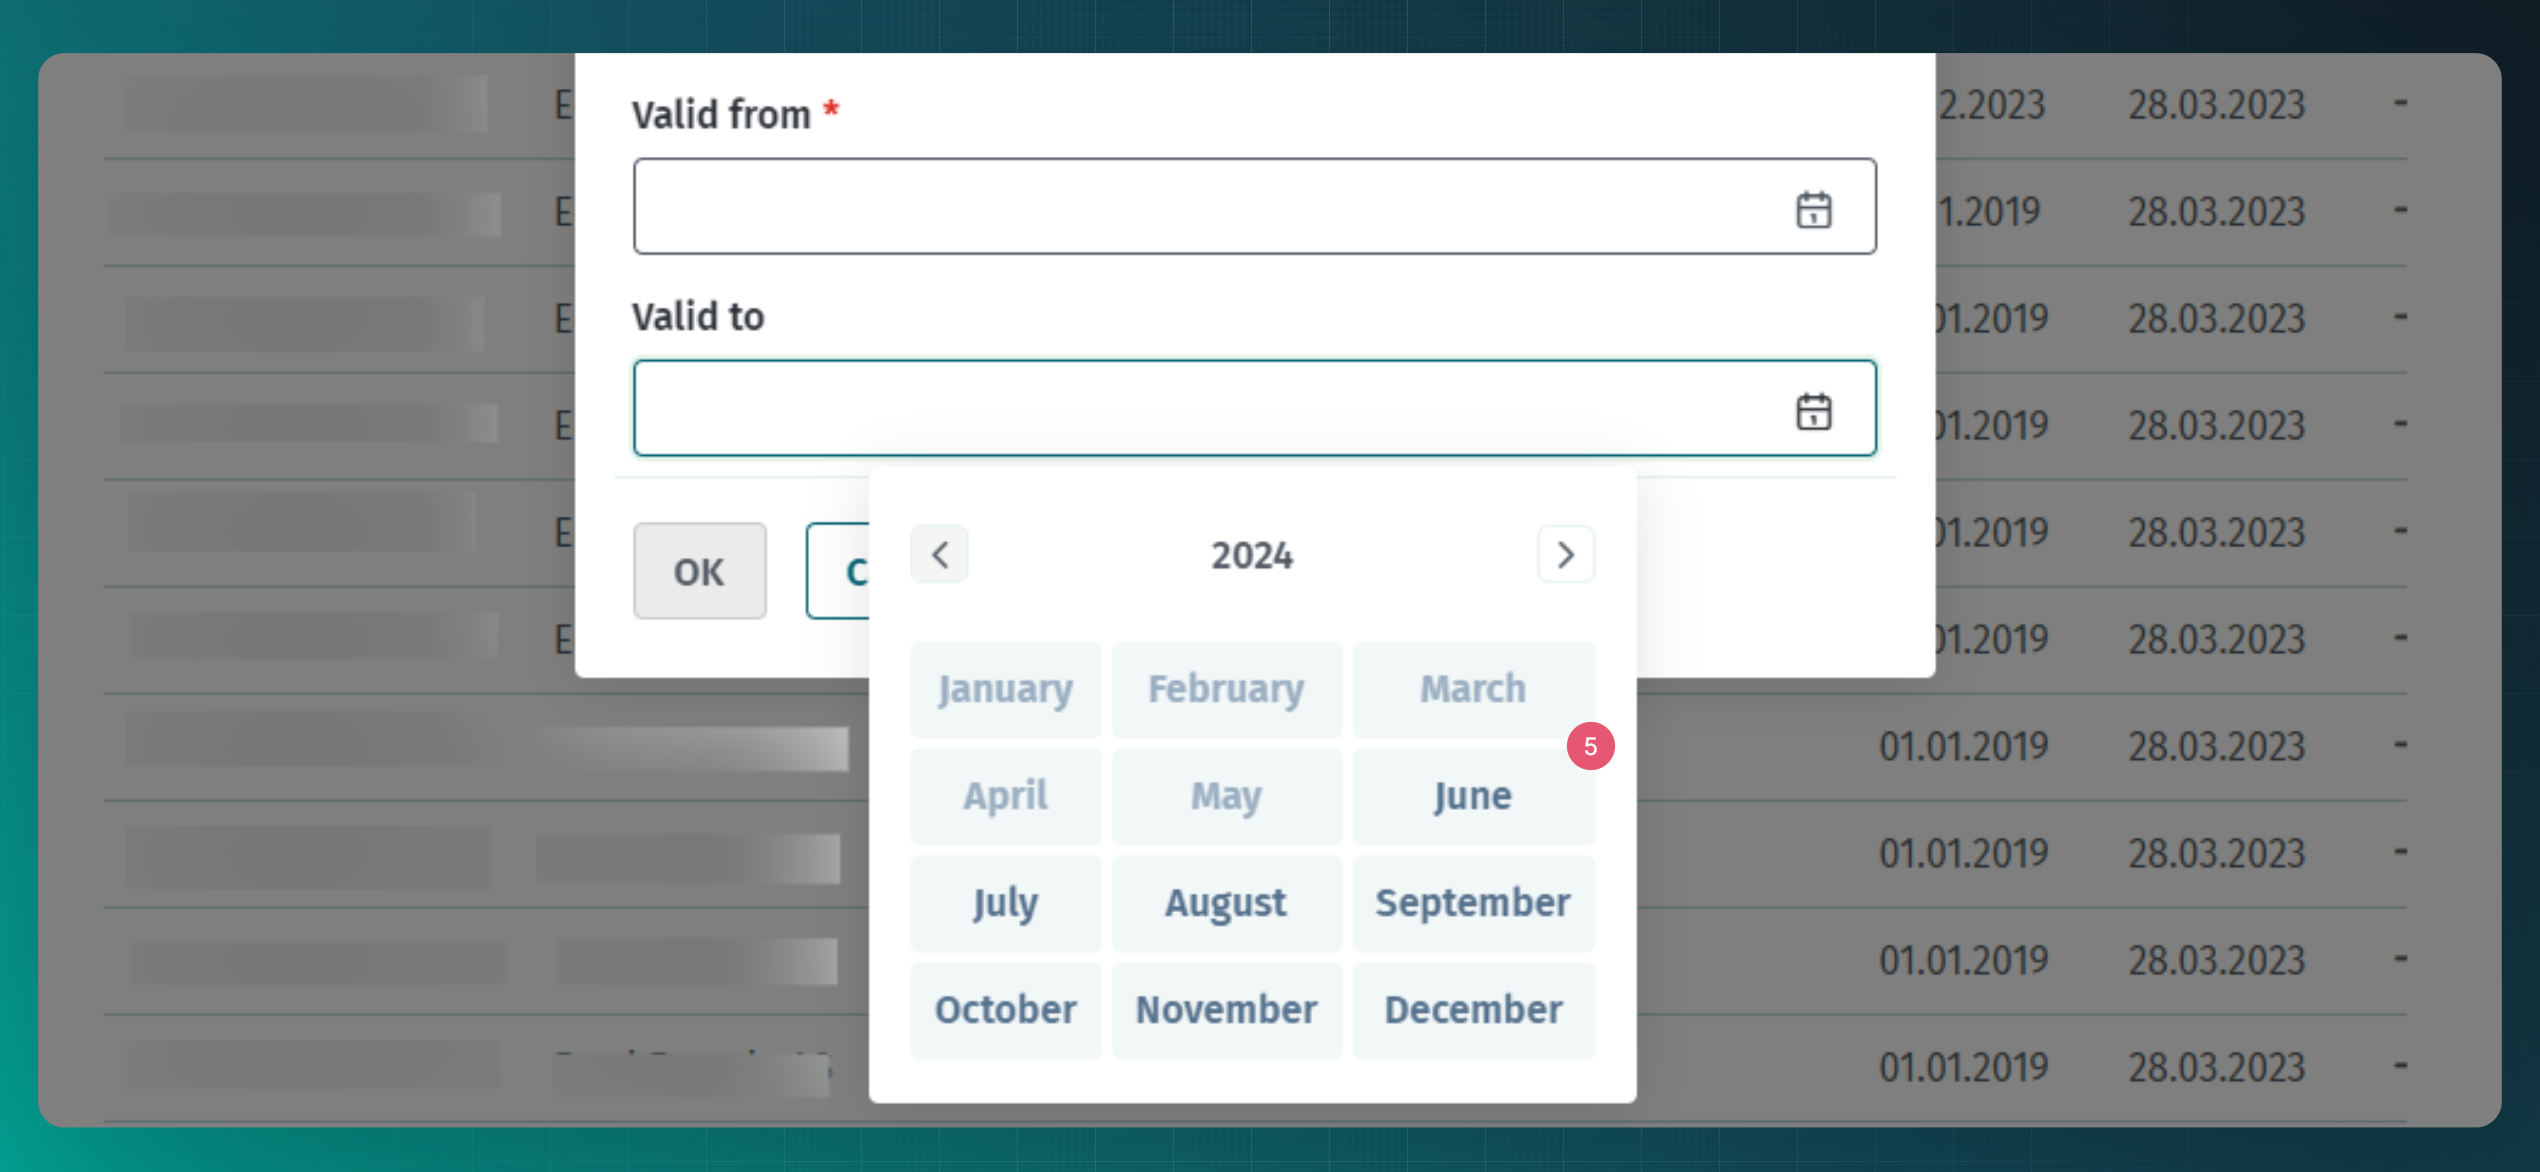 E 2.2023 28.03.2023 -
Valid from *
E 1.2019 28.03.2023 -
Valid to
E 01.2019 28.03.2023 -
E 01.2019 28.03.2023 -
E 01.2019 28.03.2023 -
OK C
E 01.2019 28.03.2023 -
2024
January February March
5
01.01.2019 28.03.2023 -
April May June
01.01.2019 28.03.2023 -
July August September
01.01.2019 28.03.2023 -
October November December
01.01.2019 28.03.2023 -